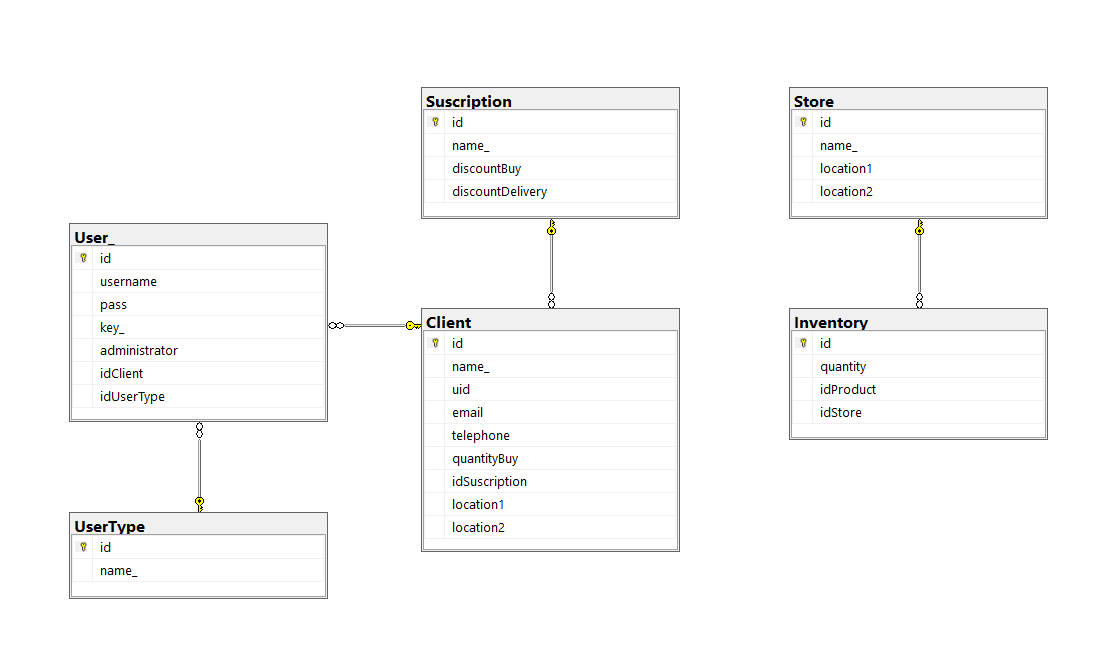 Suscription
id
name_
discountBuy
discountDelivery
Store
id
name_
location1
location2
User_
id
username
pass
key_
administrator
idClient
idUserType
Client
id
name_
uid
email
telephone
quantityBuy
idSuscription
location1
location2
Inventory
id
quantity
idProduct
idStore
UserType
id
name_